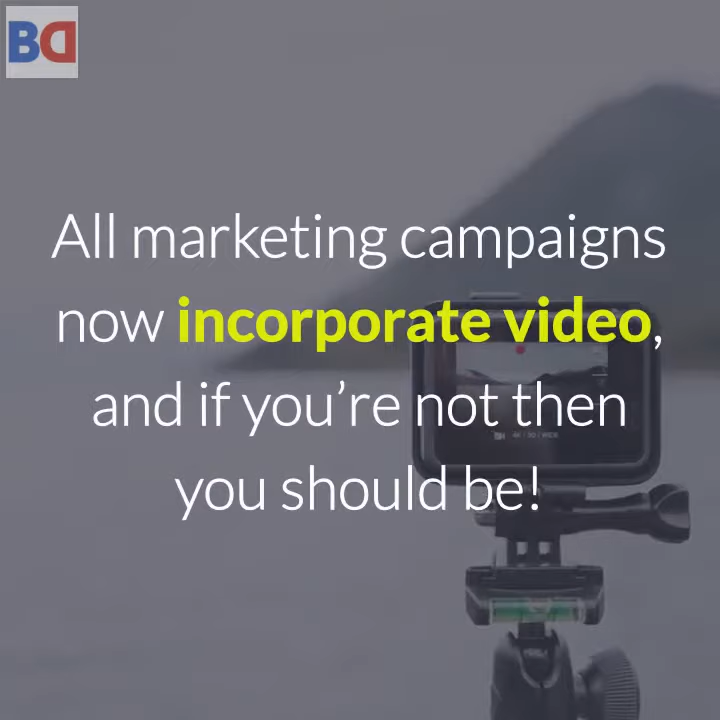 BD
All marketing campaigns
now incorporate video,
and if you’re not then
you should be!